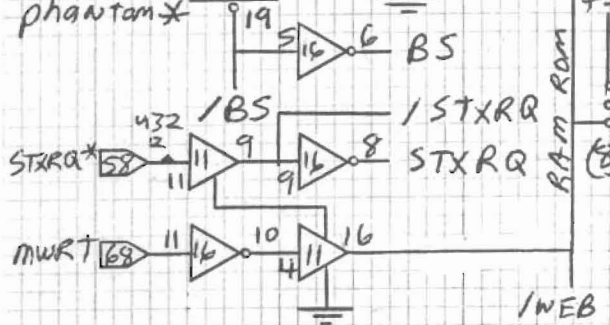 phantom* 19
5 16 6 BS
/BS
432 2
/STXRQ
STXRQ* 58 11 11 9 9 16 8 STXRQ
RAM ROM
MWRT 68 11 16 10 4 11 16
/WEB